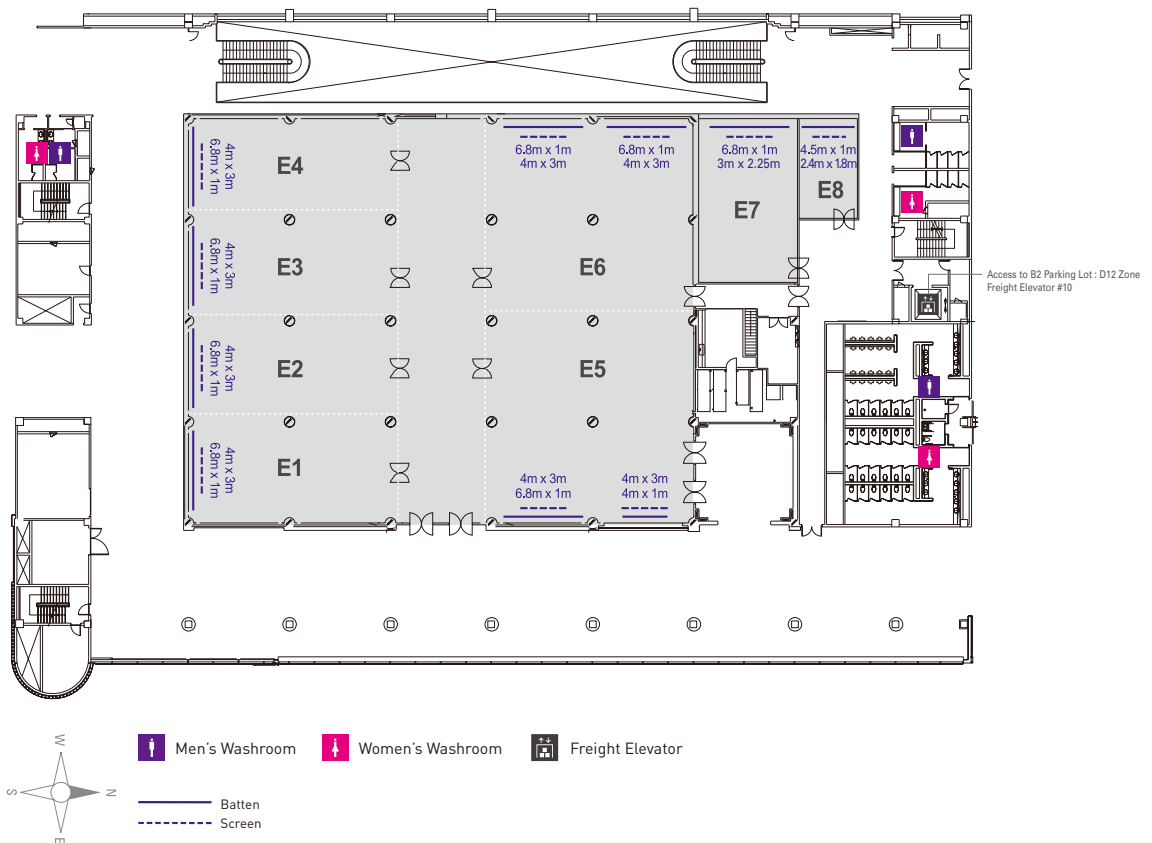 E4
4m x 3m
6.8m x 1m
6.8m x 1m
4m x 3m
6.8m x 1m
4m x 3m
6.8m x 1m
3m x 2.25m
4.5m x 1m
2.4m x 1.8m
E8
E7
E3
4m x 3m
6.8m x 1m
E6
Access to B2 Parking Lot : D12 Zone
Freight Elevator #10
E2
4m x 3m
6.8m x 1m
E5
E1
4m x 3m
6.8m x 1m
4m x 3m
6.8m x 1m
4m x 3m
4m x 1m
Men's Washroom
Women's Washroom
Freight Elevator
W
S
N
E
Batten
Screen